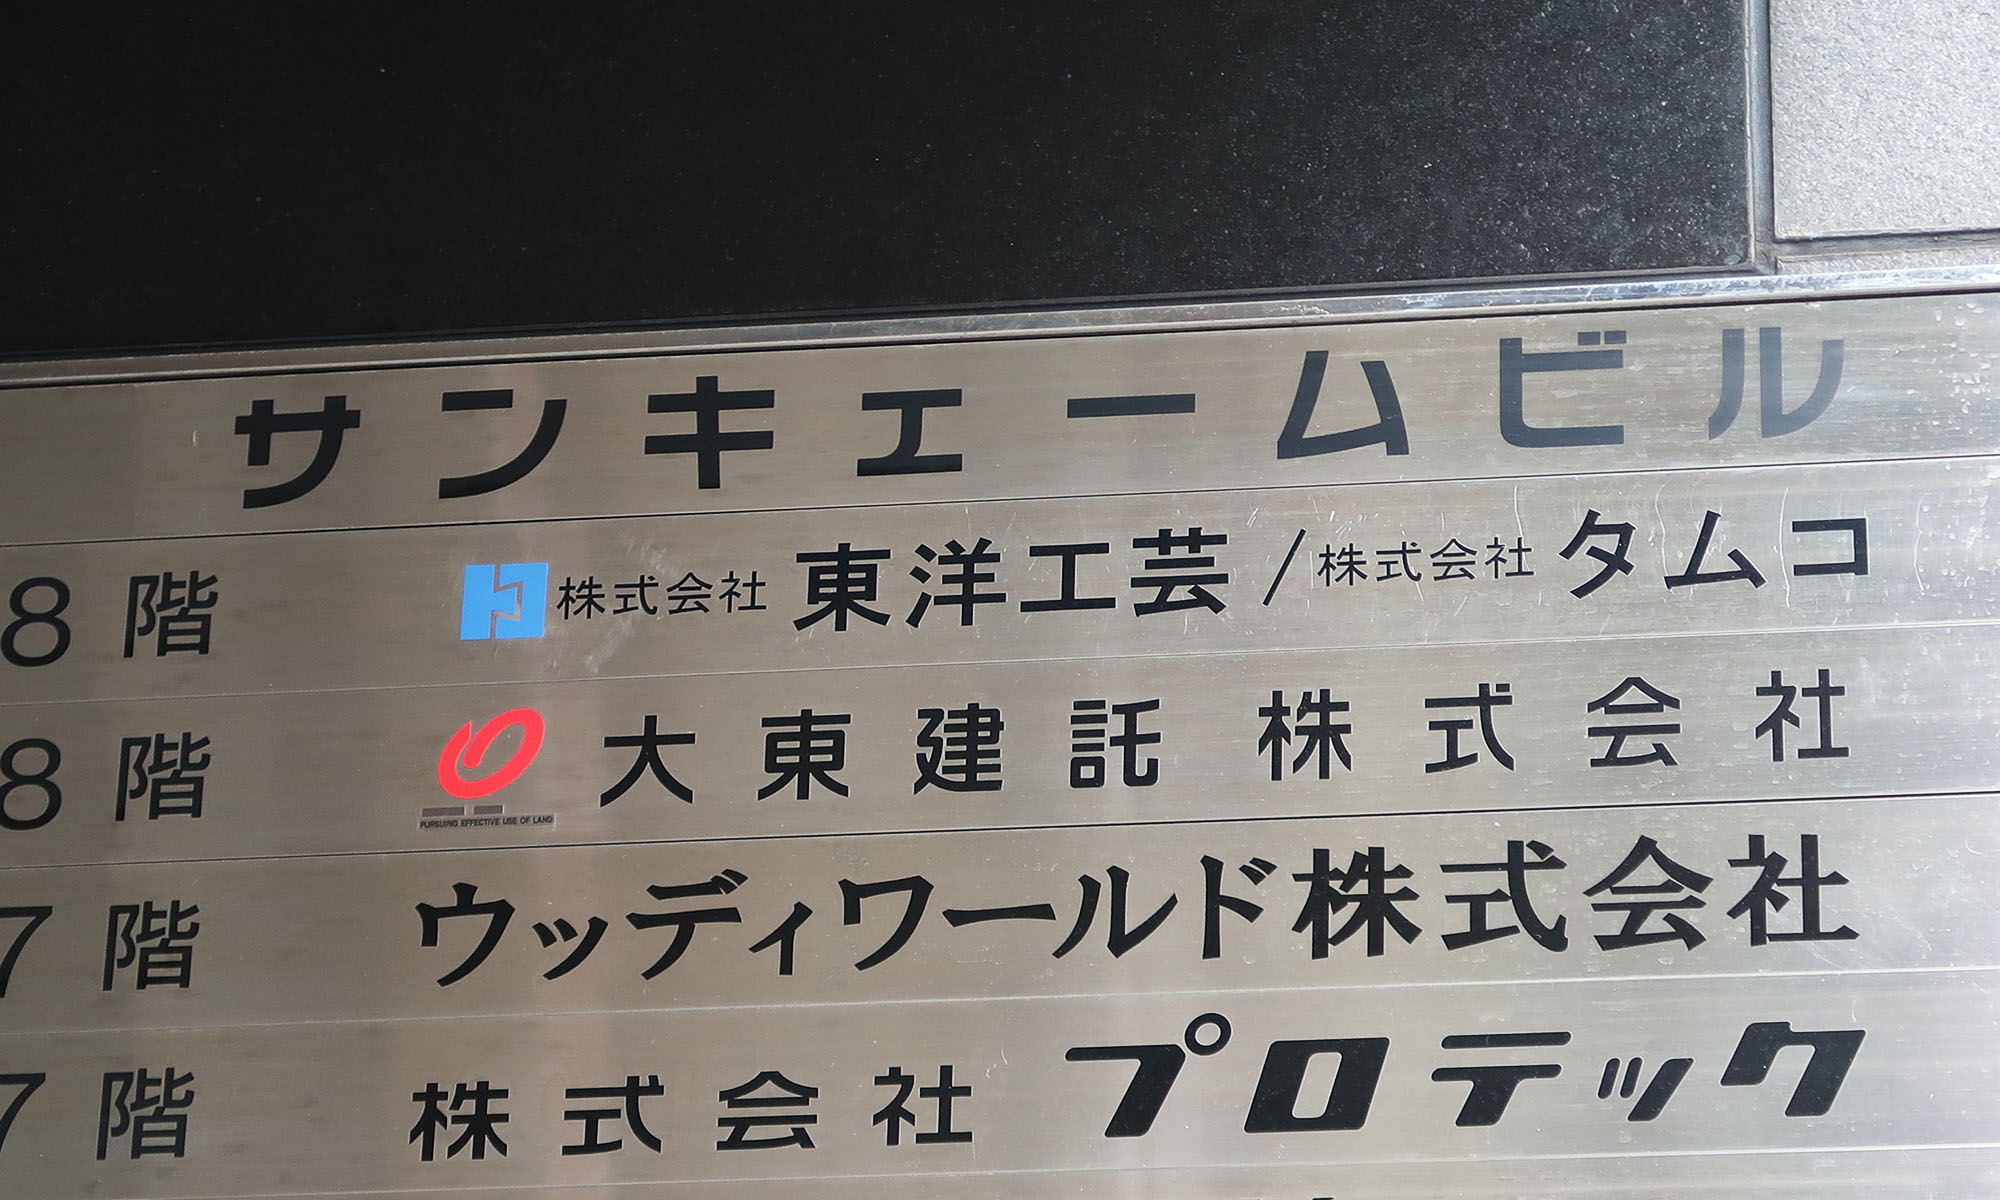 サンキェームビル
8階 株式会社 東洋工芸 / 株式会社 タムコ
8階 大東建託 株式会社
PURSUING EFFECTIVE USE OF LAND
7階 ウッディワールド株式会社
7階 株式会社 プロテック